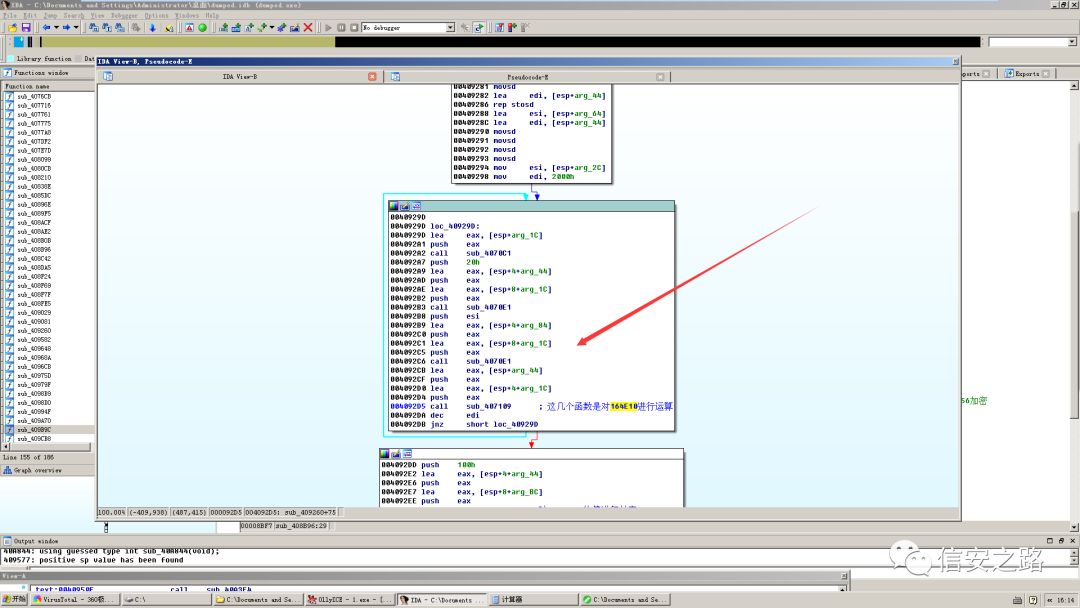 IDA - C:\Documents and Settings\Administrator\桌面\dumped.idb (dumped.exe)
File Edit Jump Search View Debugger Options Windows Help
No debugger
Library function
Dat
IDA View-B, Pseudocode-E
Functions window
IDA View-B
Pseudocode-E
ports
Exports
Function name
sub_4076CB
sub_407716
sub_407761
sub_407775
sub_4077A8
sub_407DF2
sub_407E7D
sub_408099
sub_4080CB
sub_408210
sub_40838E
sub_4085DC
sub_40896E
sub_4089F5
sub_408ACF
sub_408AE2
sub_408B0B
sub_408B96
sub_408C42
sub_408DA5
sub_408F24
sub_408F69
sub_408F7F
sub_408FE5
sub_409029
sub_409081
sub_409260
sub_409582
sub_409648
sub_40968A
sub_4096CB
sub_40975D
sub_40979F
sub_4098B9
sub_4098D0
sub_40994F
sub_409A70
sub_409B9C
sub_409CB8
Line 155 of 186
Graph overview
00409281 movsd
00409282 lea edi, [esp+arg_44]
00409286 rep stosd
00409288 lea esi, [esp+arg_64]
0040928C lea edi, [esp+arg_44]
00409290 movsd
00409291 movsd
00409292 movsd
00409293 movsd
00409294 mov esi, [esp+arg_2C]
00409298 mov edi, 2000h
0040929D
0040929D loc_40929D:
0040929D lea eax, [esp+arg_1C]
004092A1 push eax
004092A2 call sub_4070C1
004092A7 push 20h
004092A9 lea eax, [esp+4+arg_44]
004092AD push eax
004092AE lea eax, [esp+8+arg_1C]
004092B2 push eax
004092B3 call sub_4070E1
004092B8 push esi
004092B9 lea eax, [esp+4+arg_84]
004092C0 push eax
004092C1 lea eax, [esp+8+arg_1C]
004092C5 push eax
004092C6 call sub_4070E1
004092CB lea eax, [esp+arg_44]
004092CF push eax
004092D0 lea eax, [esp+4+arg_1C]
004092D4 push eax
004092D5 call sub_407109 ; 这几个函数是对164E10进行运算
004092DA dec edi
004092DB jnz short loc_40929D
56加密
004092DD push 100h
004092E2 lea eax, [esp+4+arg_44]
004092E6 push eax
004092E7 lea eax, [esp+8+arg_8C]
004092EE push eax
100.00% (-409,938) (487,415) 000092D5 004092D5: sub_409260+75
00008BF7 sub_408B96:29
Output window
40A844: using guessed type int sub_40A844(void);
409577: positive sp value has been found
View-A
text:0040950F call sub_4093E4
信安之路
开始
VirusTotal - 360极...
C:\
C:\Documents and Se...
OllyICE - 1.exe - [...
IDA - C:\Documents ...
计算器
C:\Documents and Se...
16:14